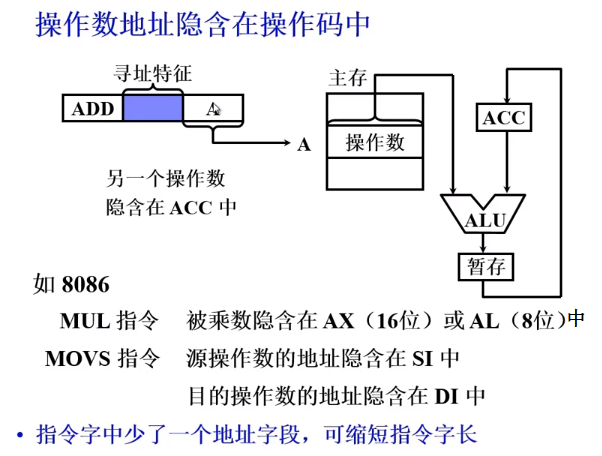 操作数地址隐含在操作码中
寻址特征
ADD
A
A
主存
操作数
ACC
ALU
暂存
另一个操作数
隐含在 ACC 中
如 8086
MUL 指令 被乘数隐含在 AX（16位）或 AL（8位）中
MOVS 指令 源操作数的地址隐含在 SI 中
目的操作数的地址隐含在 DI 中
• 指令字中少了一个地址字段，可缩短指令字长